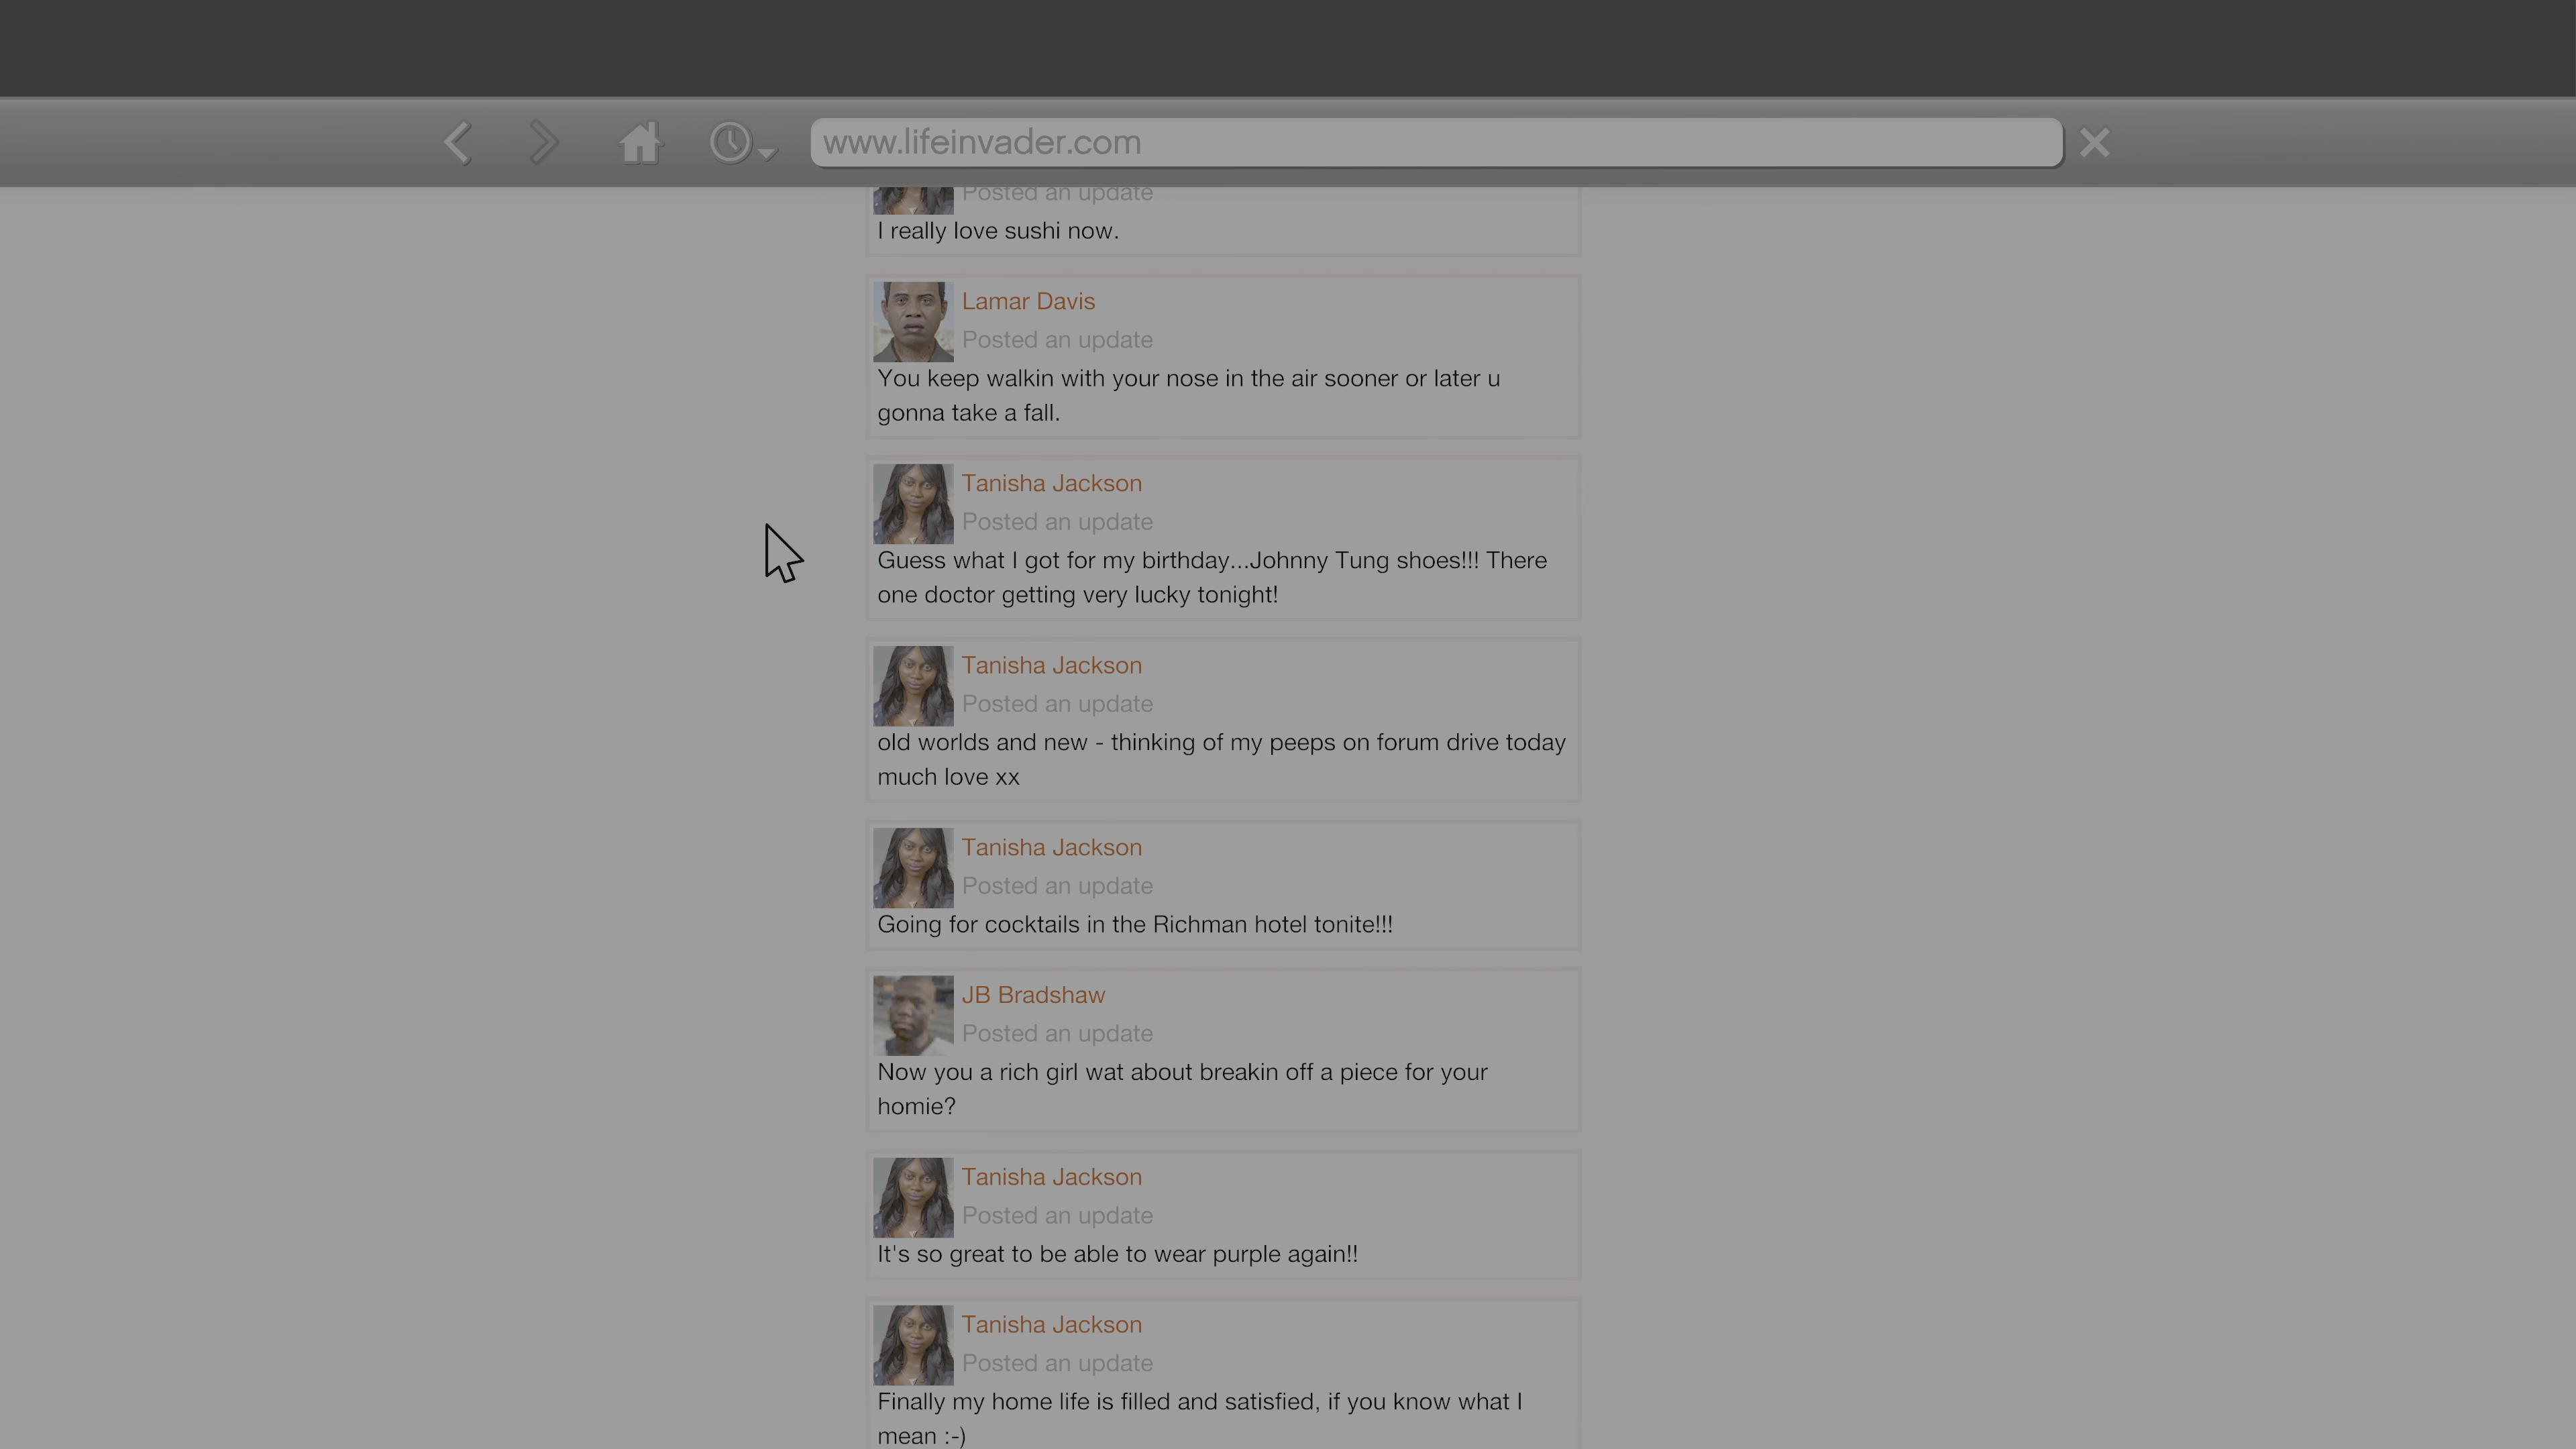 www.lifeinvader.com
Posted an update
I really love sushi now.
Lamar Davis
Posted an update
You keep walkin with your nose in the air sooner or later u
gonna take a fall.
Tanisha Jackson
Posted an update
Guess what I got for my birthday...Johnny Tung shoes!!! There
one doctor getting very lucky tonight!
Tanisha Jackson
Posted an update
old worlds and new - thinking of my peeps on forum drive today
much love xx
Tanisha Jackson
Posted an update
Going for cocktails in the Richman hotel tonite!!!
JB Bradshaw
Posted an update
Now you a rich girl wat about breakin off a piece for your
homie?
Tanisha Jackson
Posted an update
It's so great to be able to wear purple again!!
Tanisha Jackson
Posted an update
Finally my home life is filled and satisfied, if you know what I
mean :-)